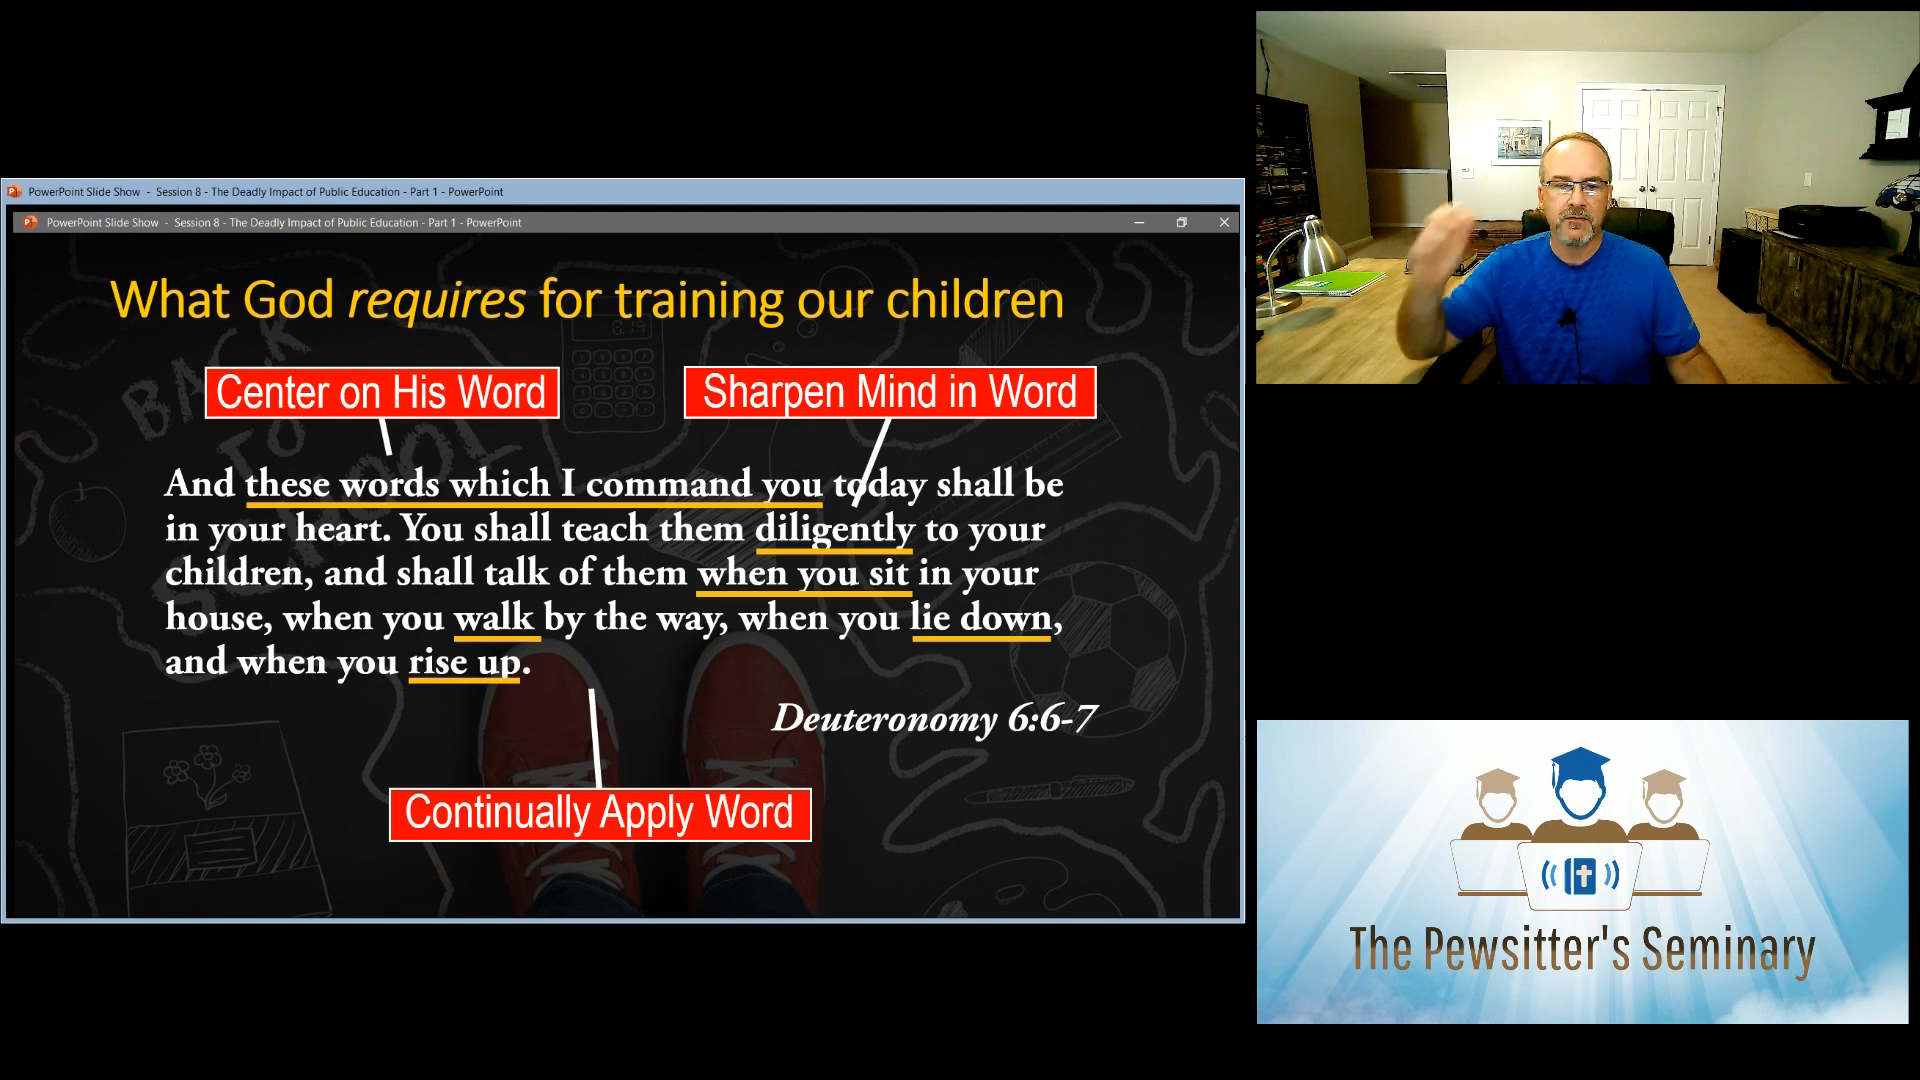 PowerPoint Slide Show - Session 8 - The Deadly Impact of Public Education - Part 1 - PowerPoint
PowerPoint Slide Show - Session 8 - The Deadly Impact of Public Education - Part 1 - PowerPoint
What God requires for training our children
BACK
TO
SCHOOL
Center on His Word
Sharpen Mind in Word
And these words which I command you today shall be
in your heart. You shall teach them diligently to your
children, and shall talk of them when you sit in your
house, when you walk by the way, when you lie down,
and when you rise up.
Deuteronomy 6:6-7
Continually Apply Word
The Pewsitter's Seminary